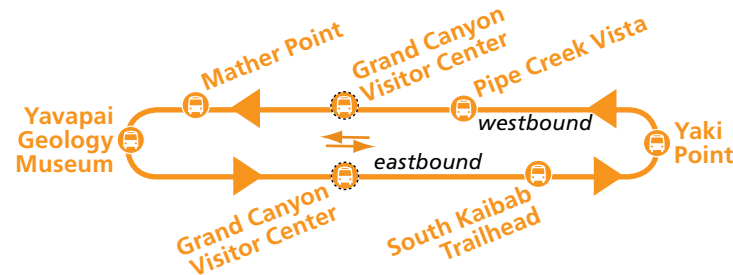 Mather Point
Grand Canyon
Visitor Center
Pipe Creek Vista
Yavapai
Geology
Museum
westbound
Yaki
Point
eastbound
Grand Canyon
Visitor Center
South Kaibab
Trailhead